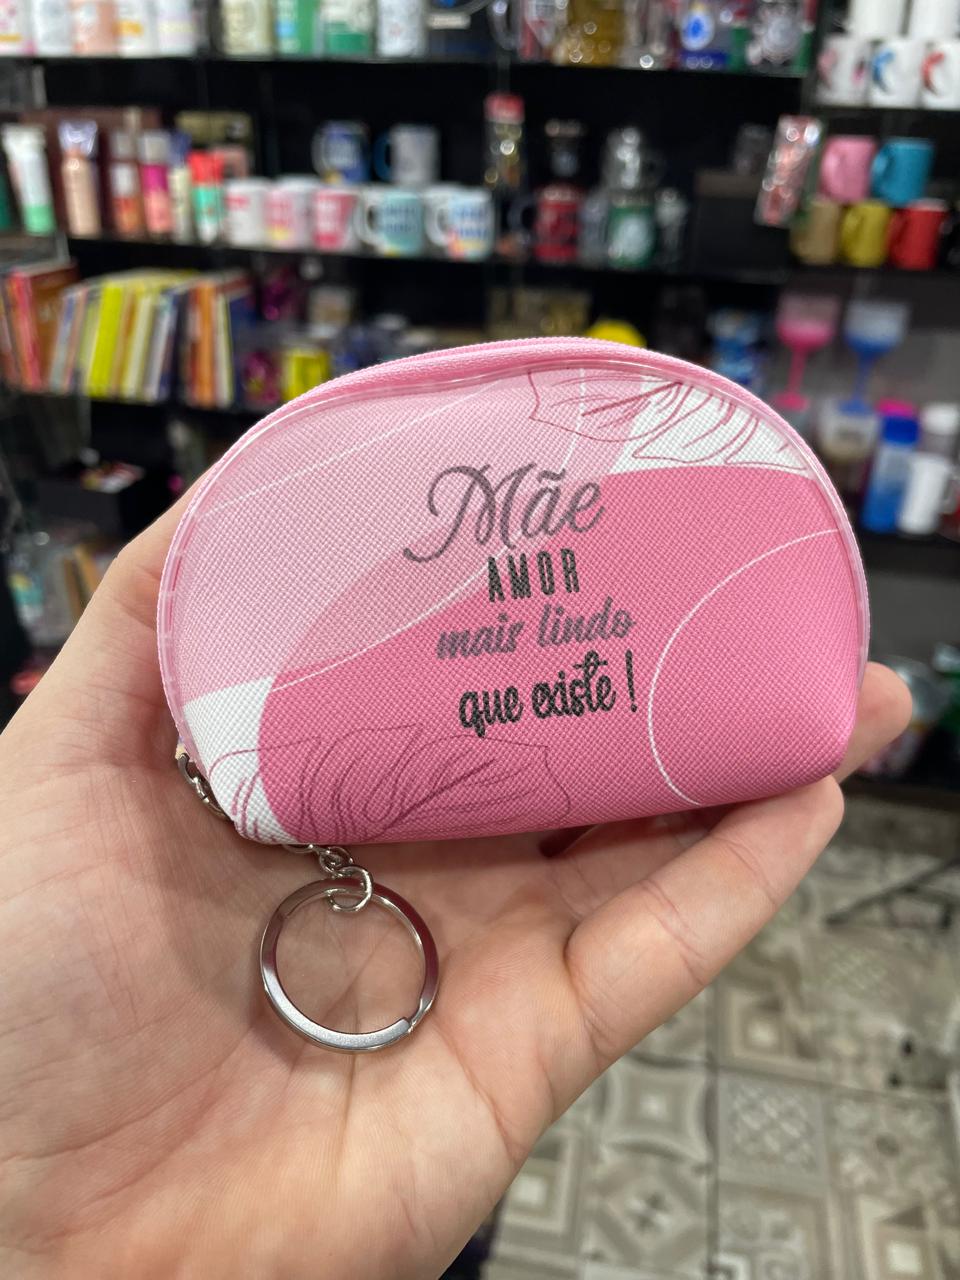 Mãe
AMOR
mais lindo
que existe !